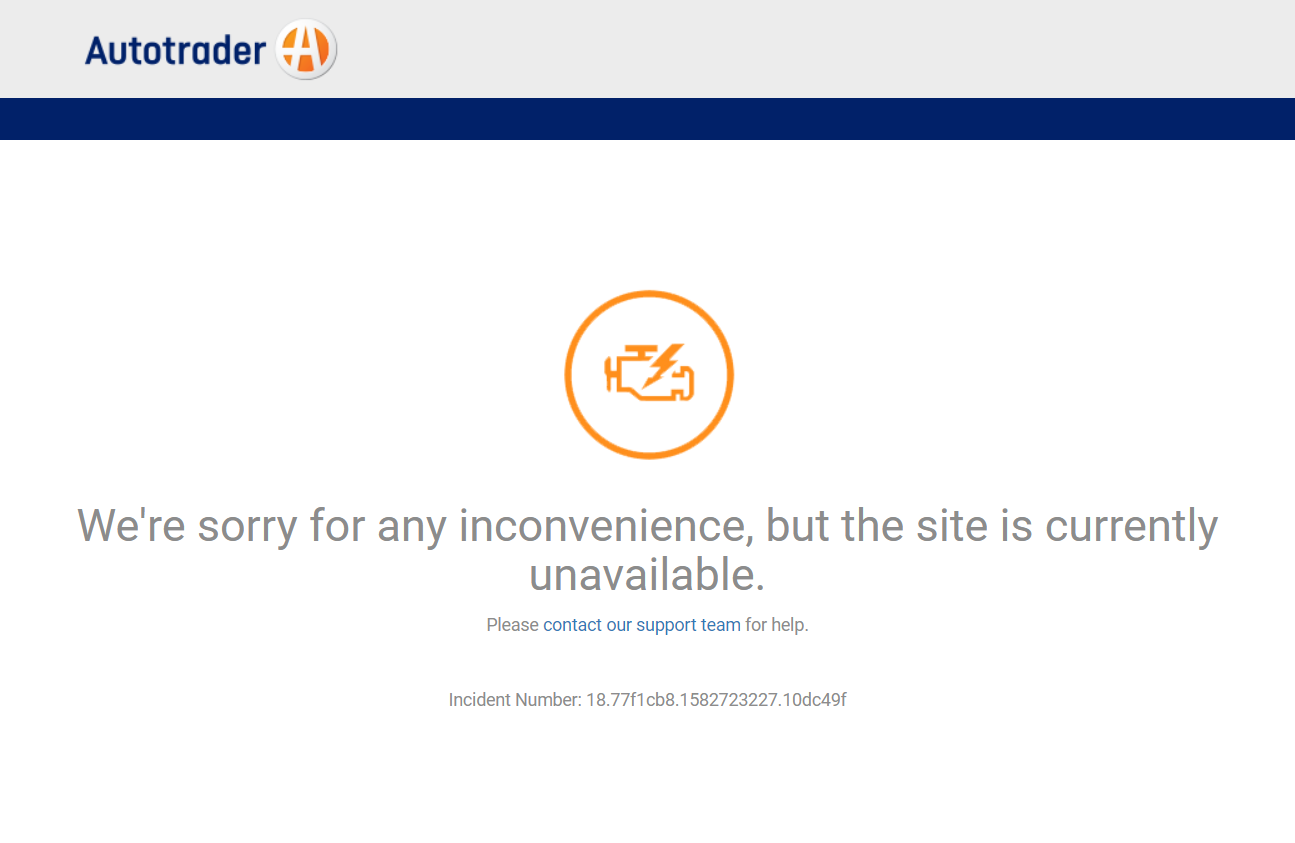 Autotrader
We're sorry for any inconvenience, but the site is currently
unavailable.
Please contact our support team for help.
Incident Number: 18.77f1cb8.1582723227.10dc49f